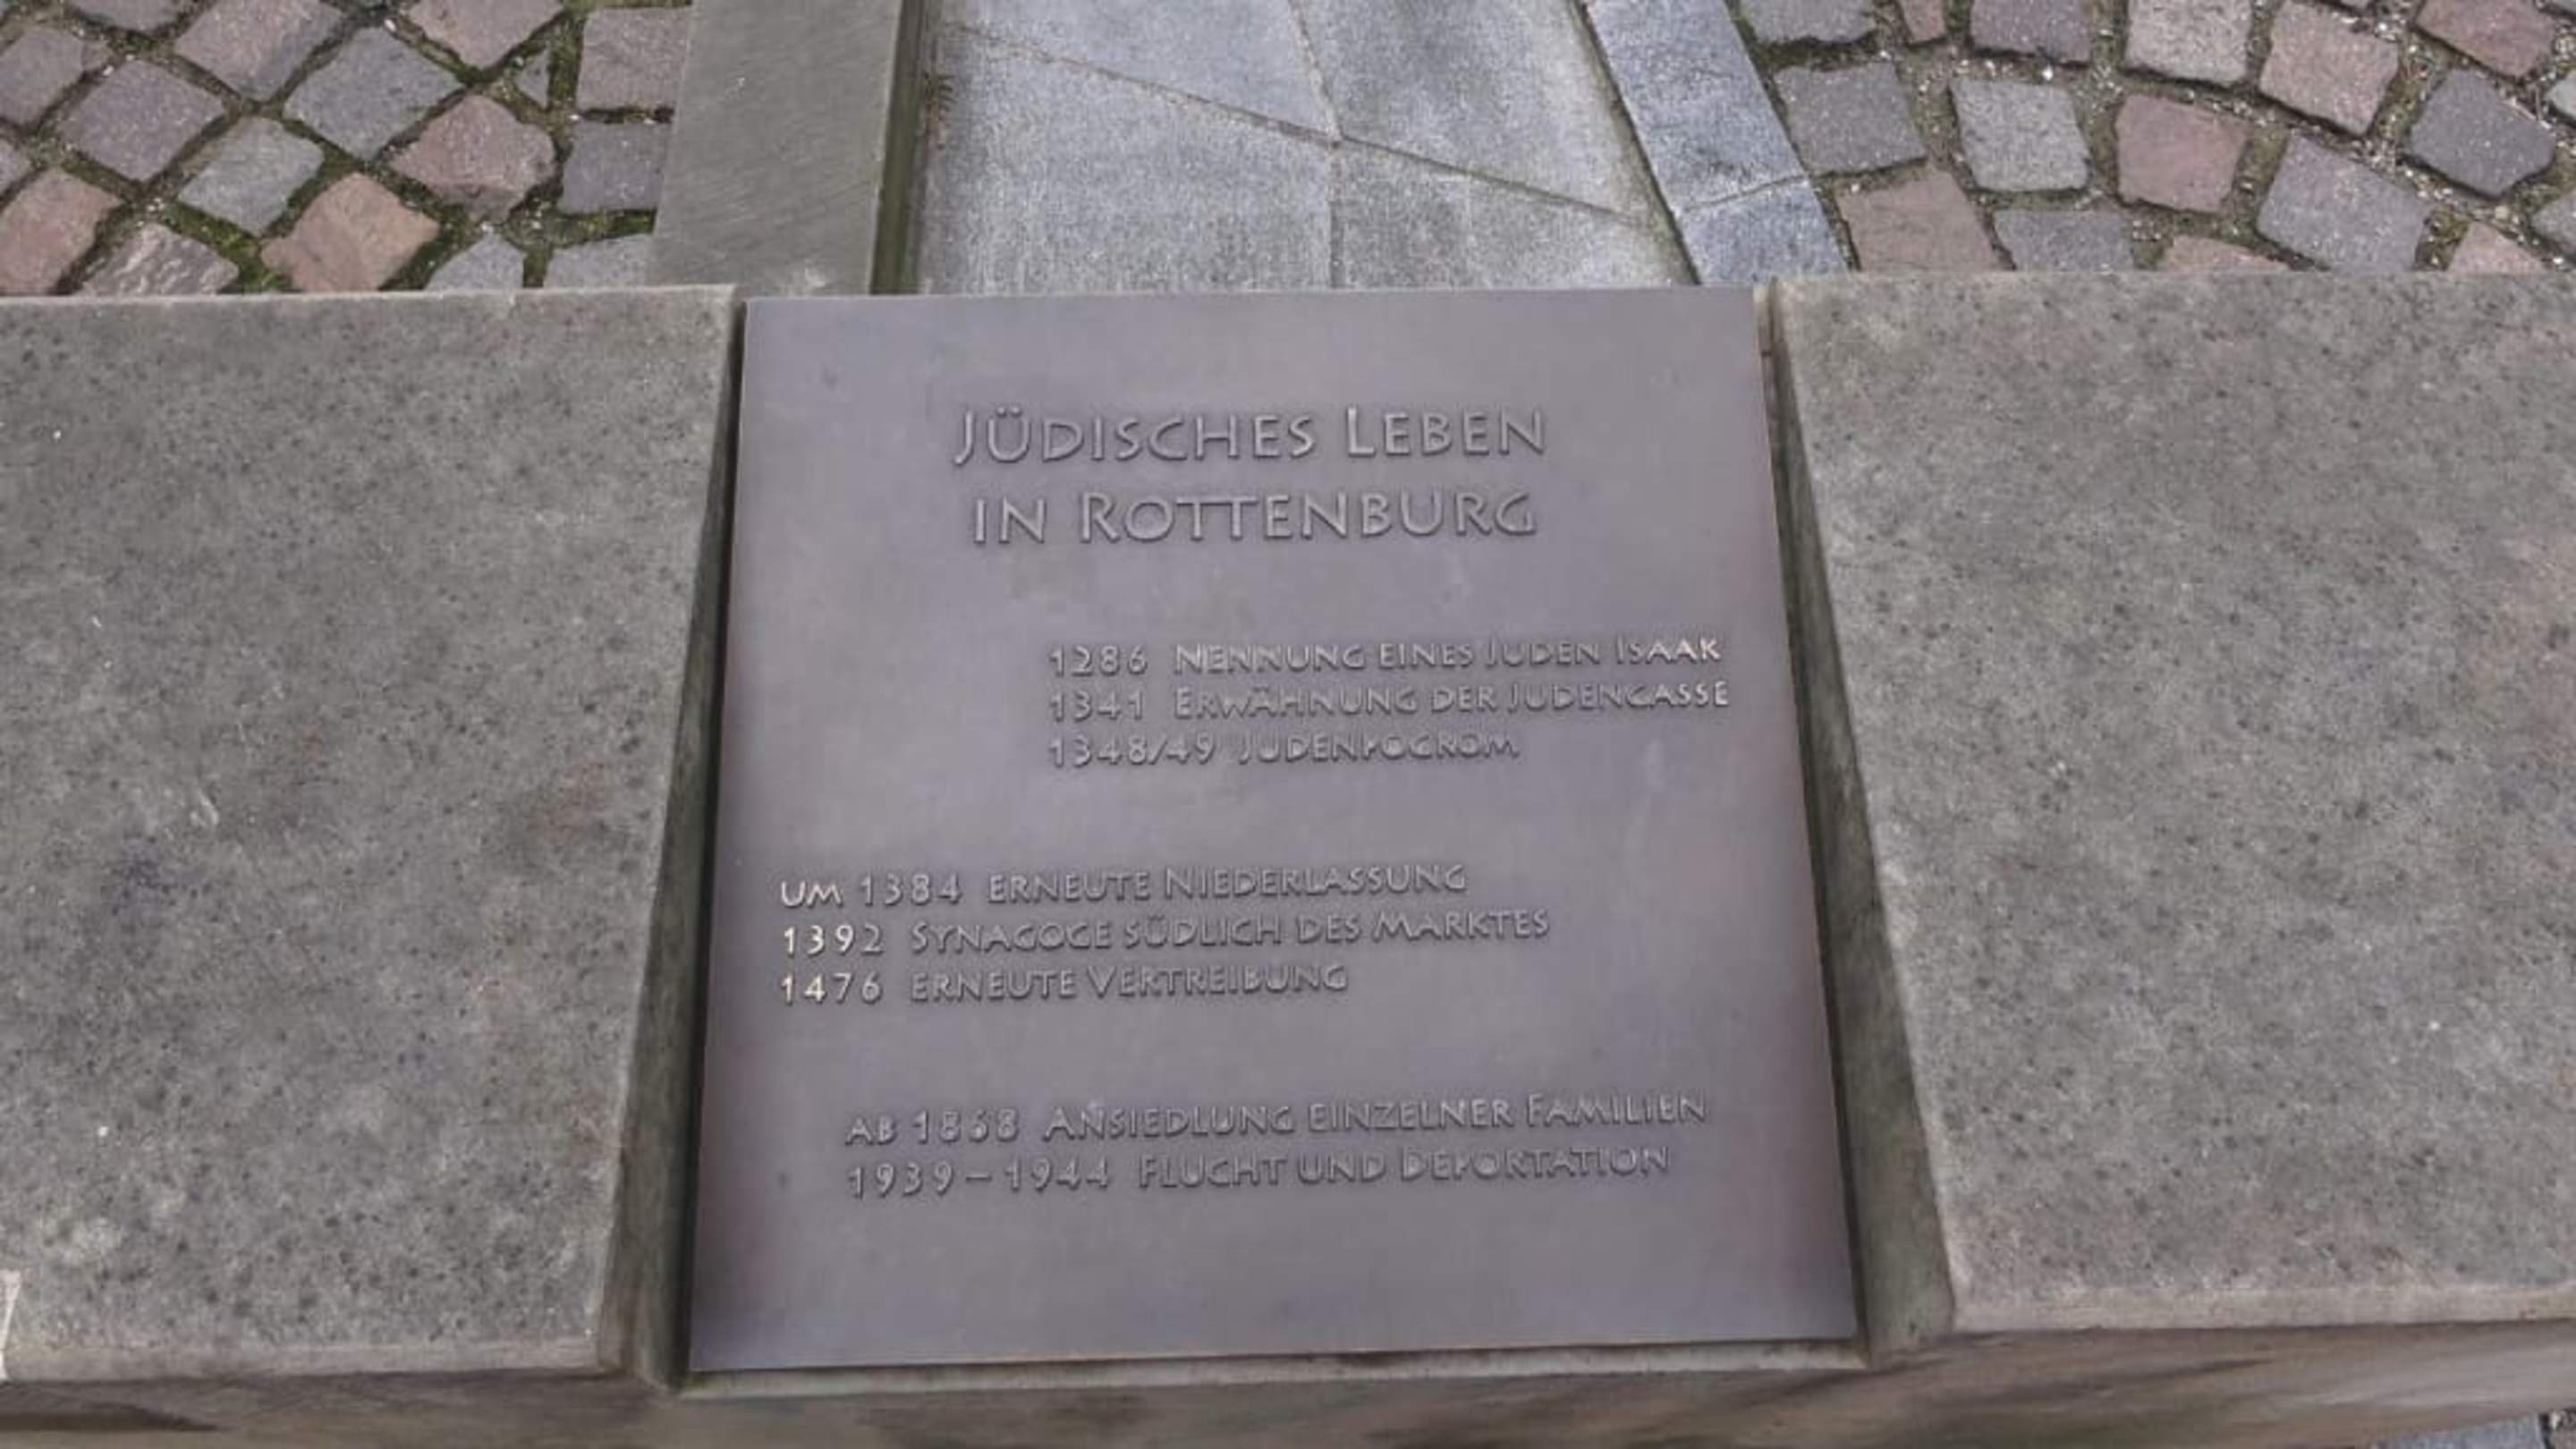 JÜDISCHES LEBEN
IN ROTTENBURG
1286 NENNUNG EINES JUDEN ISAAK
1341 ERWÄHNUNG DER JUDENGASSE
1348/49 JUDENPOGROM
UM 1384 ERNEUTE NIEDERLASSUNG
1392 SYNAGOGE SÜDLICH DES MARKTES
1476 ERNEUTE VERTREIBUNG
AB 1868 ANSIEDLUNG EINZELNER FAMILIEN
1939–1944 FLUCHT UND DEPORTATION